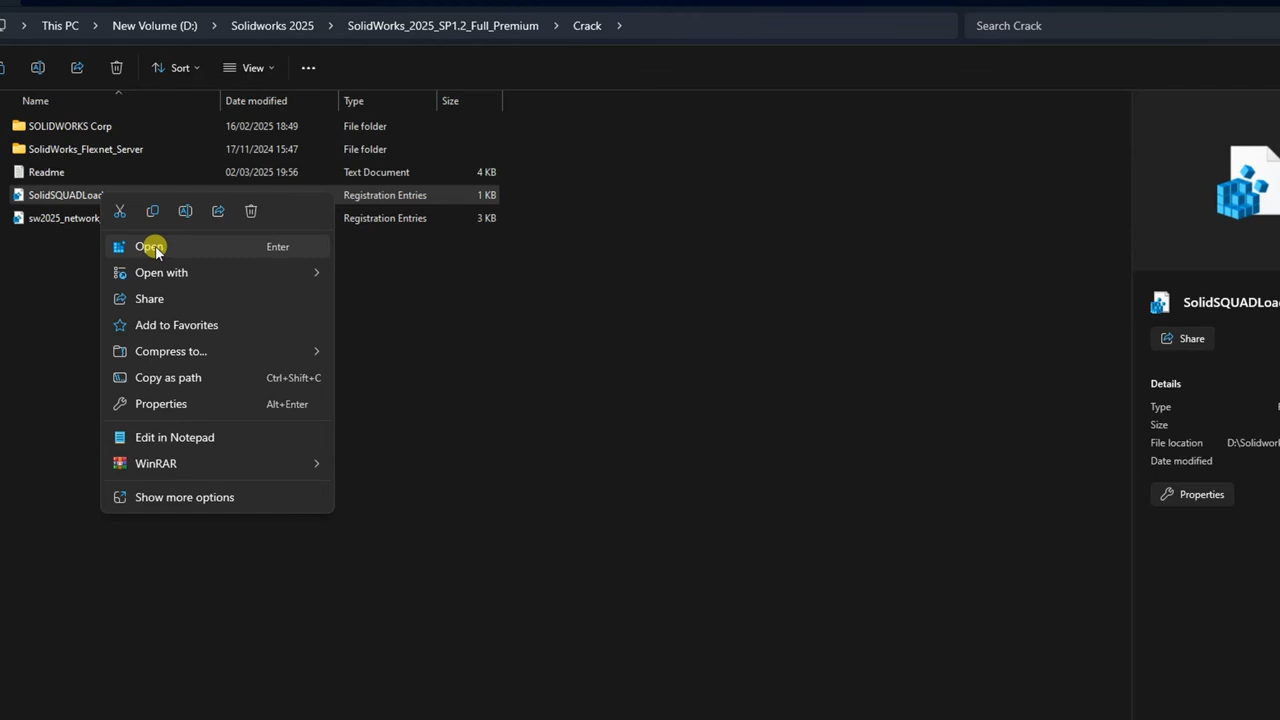 This PC > New Volume (D:) > Solidworks 2025 > SolidWorks_2025_SP1.2_Full_Premium > Crack > Search Crack
Sort View
Name Date modified Type Size
SOLIDWORKS Corp 16/02/2025 18:49 File folder
SolidWorks_Flexnet_Server 17/11/2024 15:47 File folder
Readme 02/03/2025 19:56 Text Document 4 KB
SolidSQUADLoad Registration Entries 1 KB
sw2025_network_ Registration Entries 3 KB
Open Enter
Open with
Share
Add to Favorites
Compress to...
Copy as path Ctrl+Shift+C
Properties Alt+Enter
Edit in Notepad
WinRAR
Show more options
SolidSQUADLoa
Share
Details
Type
Size
File location D:\Solidwor
Date modified
Properties